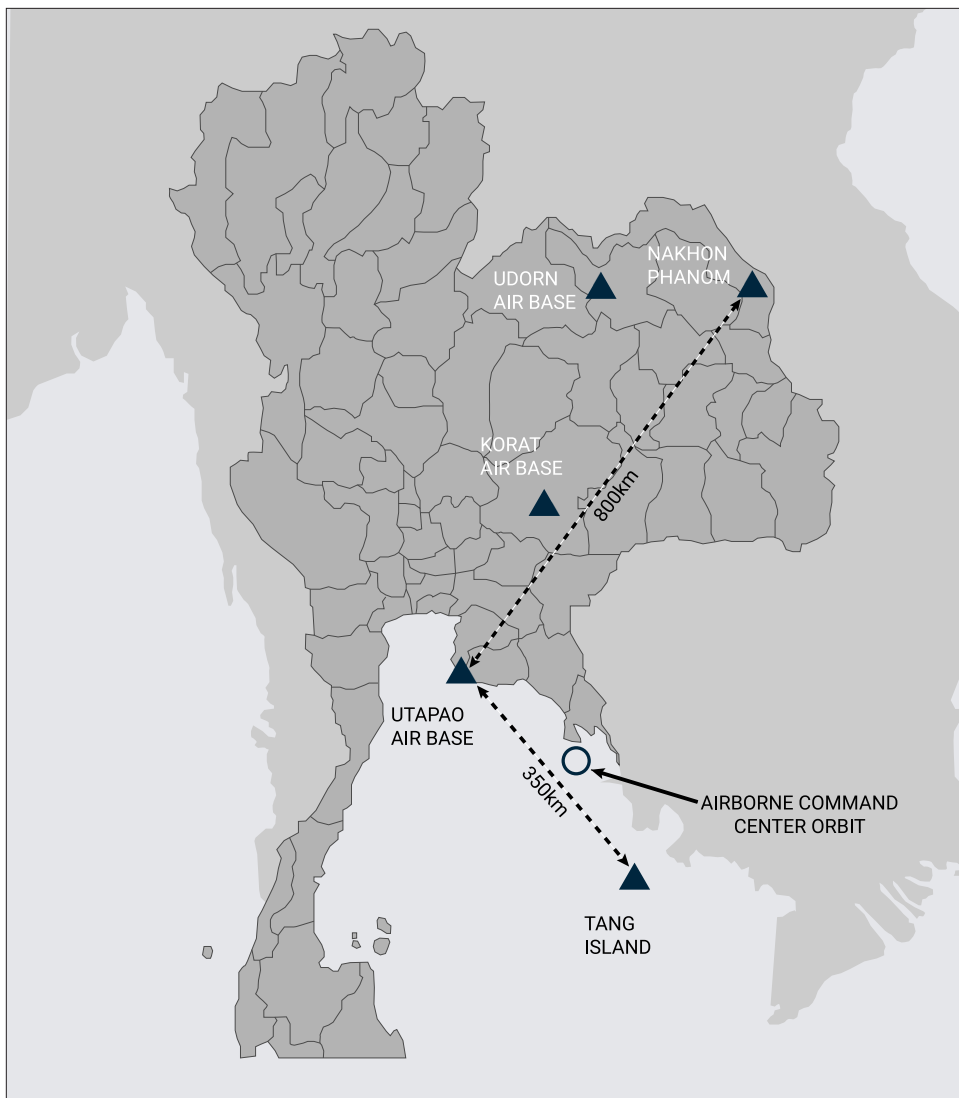 NAKHON
PHANOM
UDORN
AIR BASE
KORAT
AIR BASE
800km
UTAPAO
AIR BASE
350km
AIRBORNE COMMAND
CENTER ORBIT
TANG
ISLAND